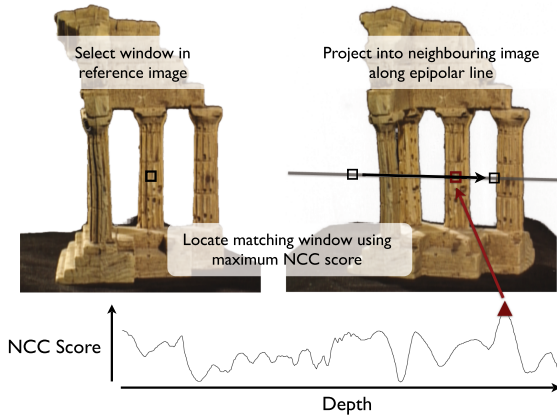 Select window in
reference image
Project into neighbouring image
along epipolar line
Locate matching window using
maximum NCC score
NCC Score
Depth